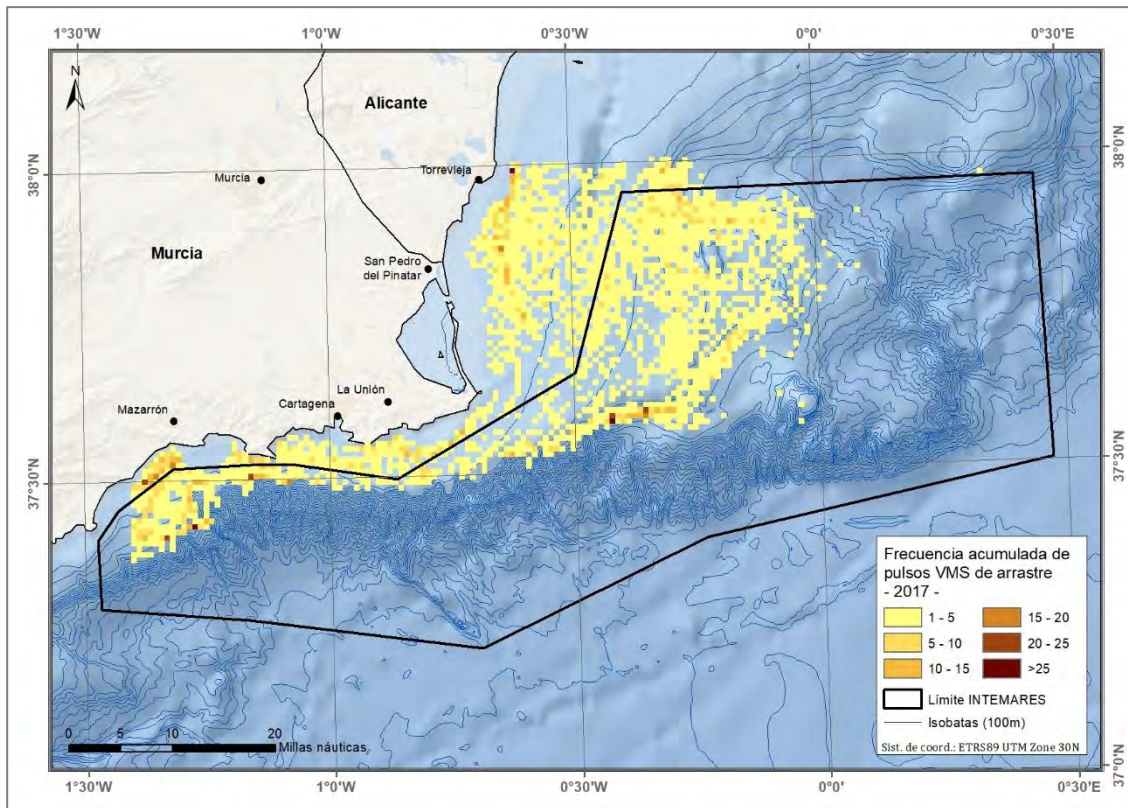 1°30'W
1°0'W
0°30'W
0°0'
0°30'E
N
Alicante
38°0'N
38°0'N
Murcia
Torrevieja
Murcia
San Pedro
del Pinatar
La Unión
Mazarrón
Cartagena
37°30'N
37°30'N
Frecuencia acumulada de
pulsos VMS de arrastre
- 2017 -
1 - 5
15 - 20
5 - 10
20 - 25
10 - 15
>25
Límite INTEMARES
Isobatas (100m)
Sist. de coord.: ETRS89 UTM Zone 30N
0
5
10
20
Millas náuticas
37°0'N
1°30'W
1°0'W
0°30'W
0°0'
0°30'E